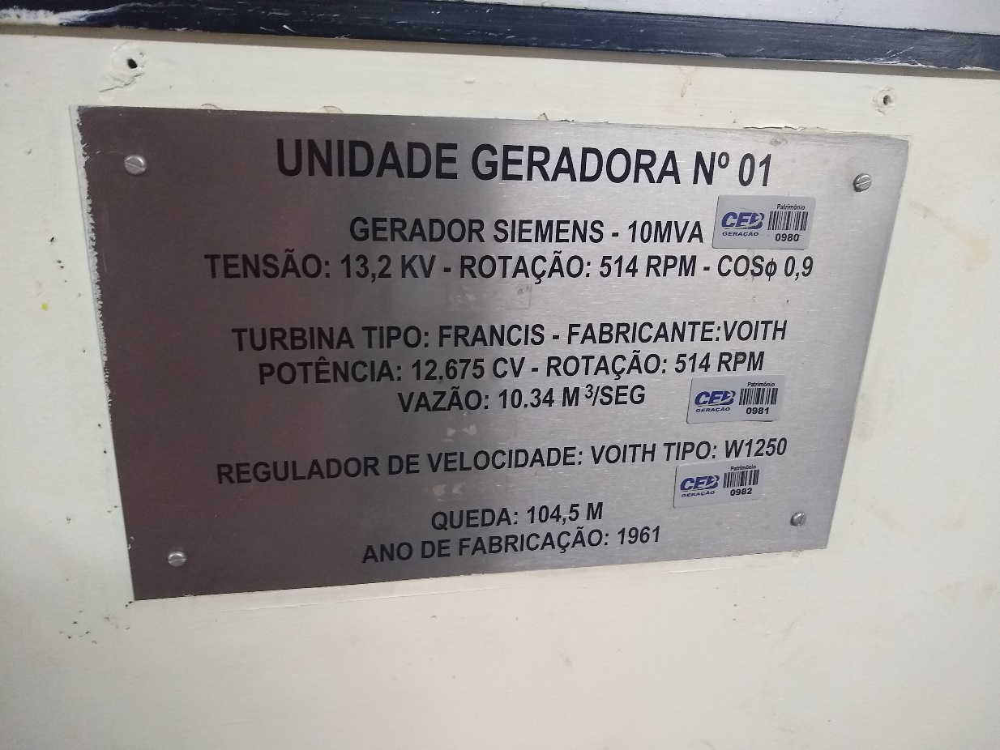 UNIDADE GERADORA Nº 01
GERADOR SIEMENS - 10MVA
Patrimônio
CEB
GERAÇÃO
0980
TENSÃO: 13,2 KV - ROTAÇÃO: 514 RPM - COSϕ 0,9
TURBINA TIPO: FRANCIS - FABRICANTE:VOITH
POTÊNCIA: 12.675 CV - ROTAÇÃO: 514 RPM
VAZÃO: 10.34 M³/SEG
Patrimônio
CEB
GERAÇÃO
0981
REGULADOR DE VELOCIDADE: VOITH TIPO: W1250
Patrimônio
CEB
GERAÇÃO
0982
QUEDA: 104,5 M
ANO DE FABRICAÇÃO: 1961